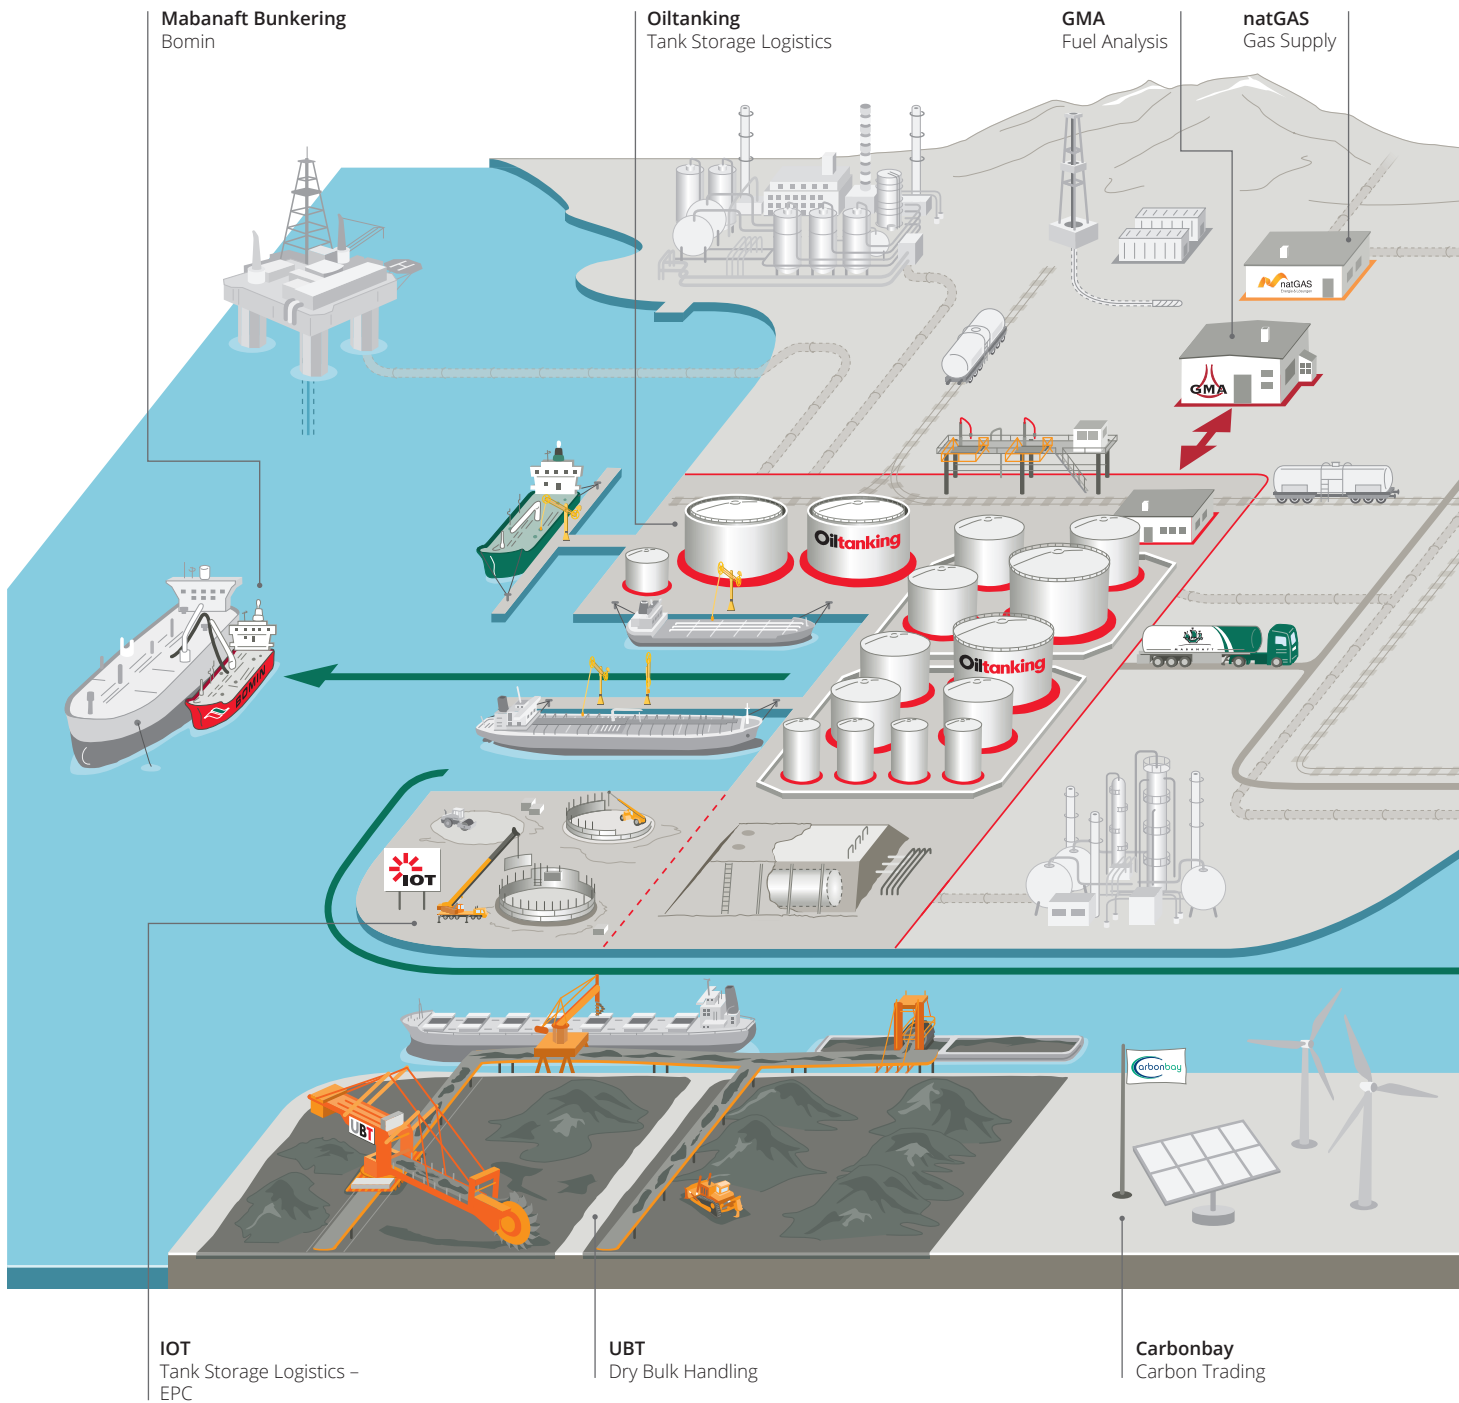 Mabanaft Bunkering
Bomin
Oiltanking
Tank Storage Logistics
GMA
Fuel Analysis
natGAS
Gas Supply
natGAS
GMA
Oiltanking
MABANAFT
Oiltanking
BOMIN
IOT
Carbonbay
UBT
IOT
Tank Storage Logistics –
EPC
UBT
Dry Bulk Handling
Carbonbay
Carbon Trading